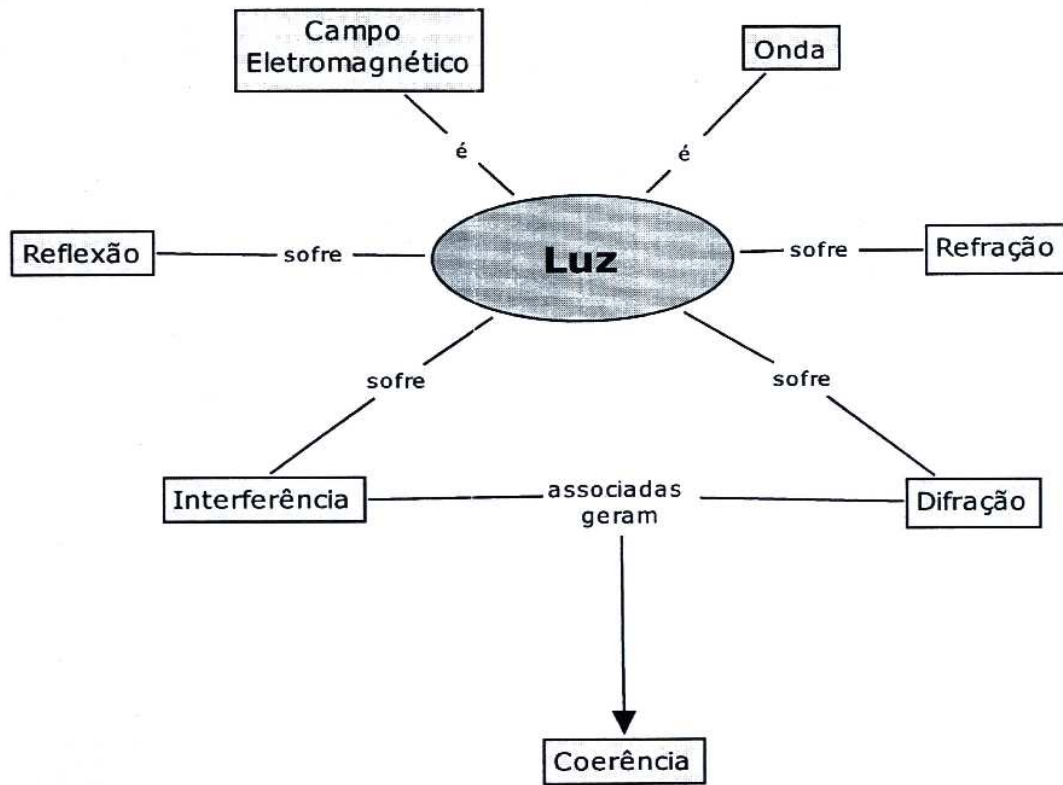 Campo
Eletromagnético
Onda
é
é
Reflexão
sofre
Luz
sofre
Refração
sofre
sofre
Interferência
associadas
geram
Difração
Coerência